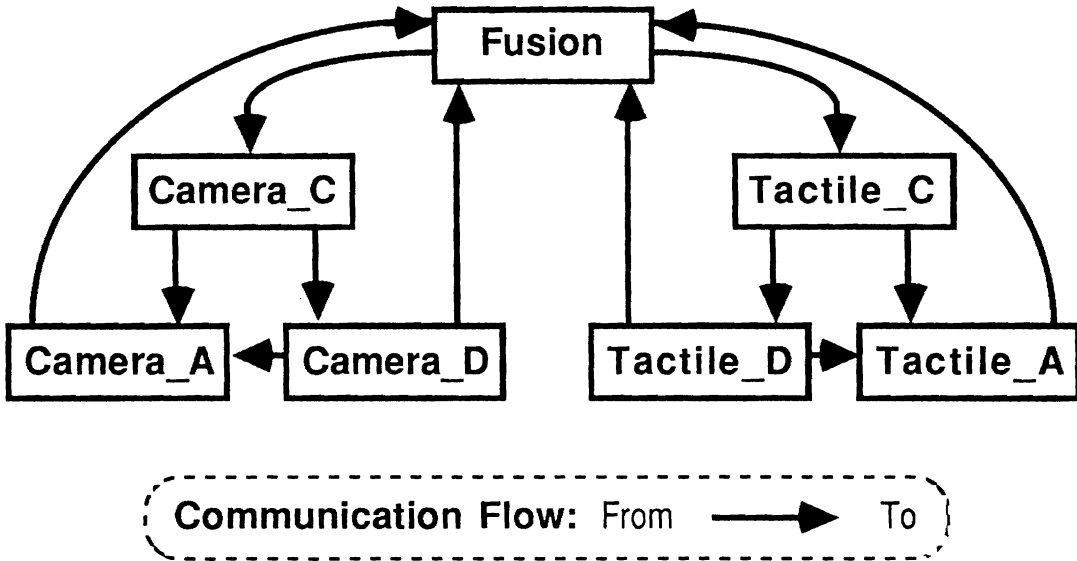 Fusion
Camera_C
Tactile_C
Camera_A
Camera_D
Tactile_D
Tactile_A
Communication Flow: From To